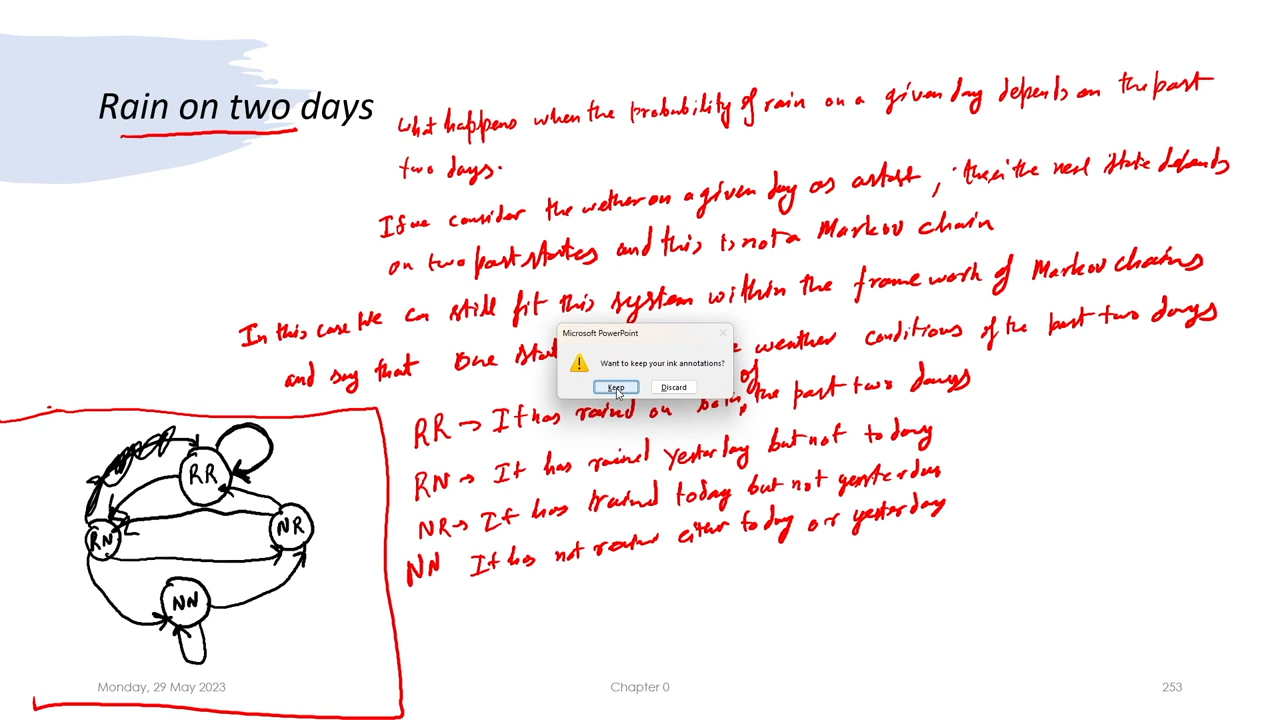 Rain on two days
What happens when the probability of rain on a given day depends on the past
two days.
If we consider the wether on a given day as a state, then the next state depends
on two past states and this is not a Markov chain
In this case we can still fit this system within the framework of Markov chains
and say that one stat weather conditions of the past two days
Microsoft PowerPoint
Want to keep your ink annotations?
Keep
Discard
RR → It has rained on both of the past two days
RN → It has rained yesterday but not today
NR → It has trained today but not yesterday
NN It has not either today or yesterday
RR
RN
NR
NN
Monday, 29 May 2023
Chapter 0
253